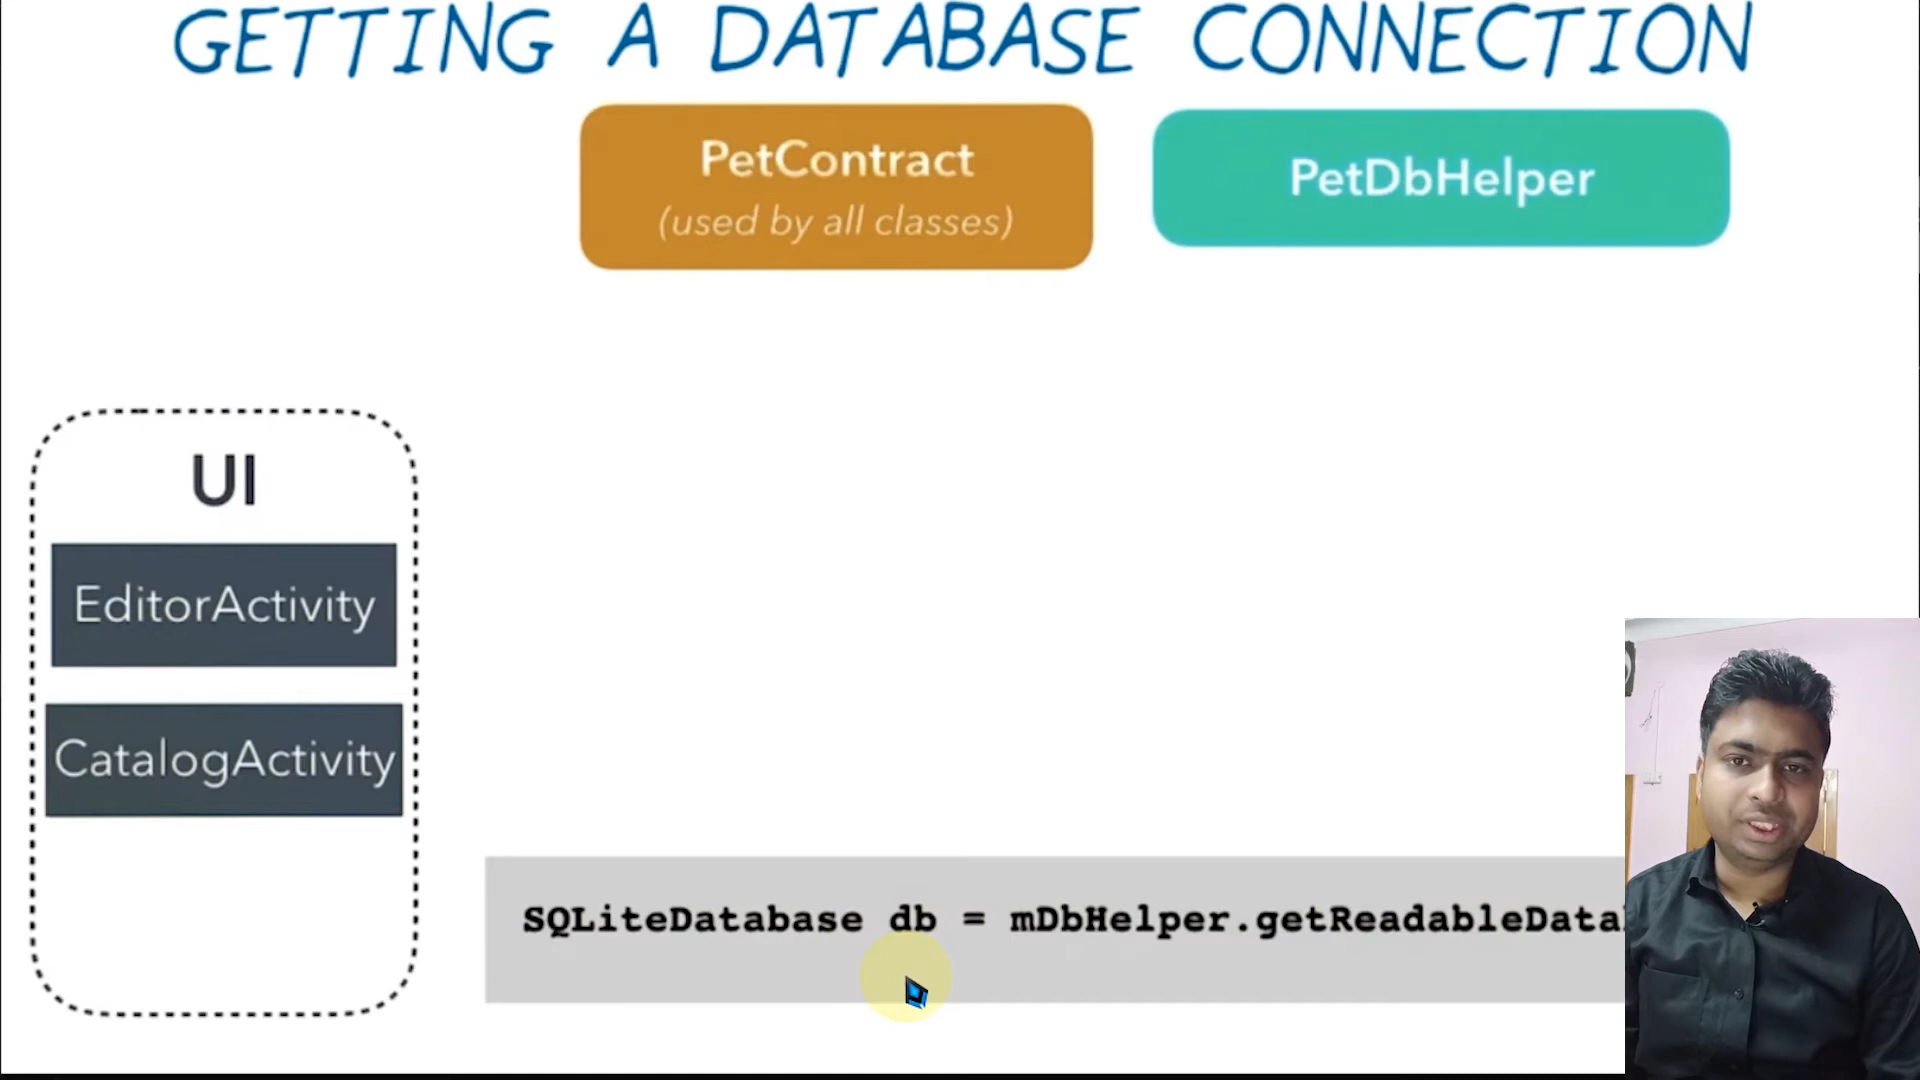 GETTING A DATABASE CONNECTION
PetContract
(used by all classes)
PetDbHelper
UI
EditorActivity
CatalogActivity
SQLiteDatabase db = mDbHelper.getReadableData